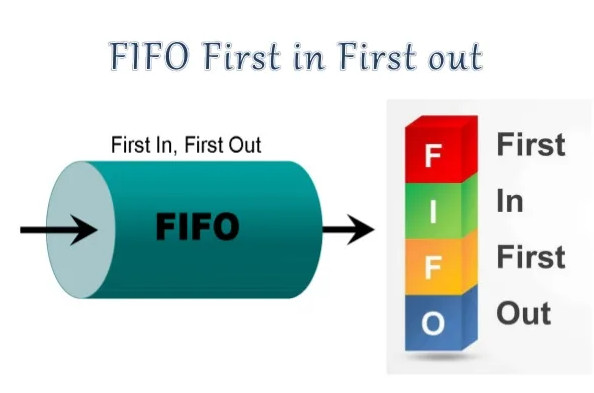 FIFO First in First out
First In, First Out
FIFO
F First
I In
F First
O Out